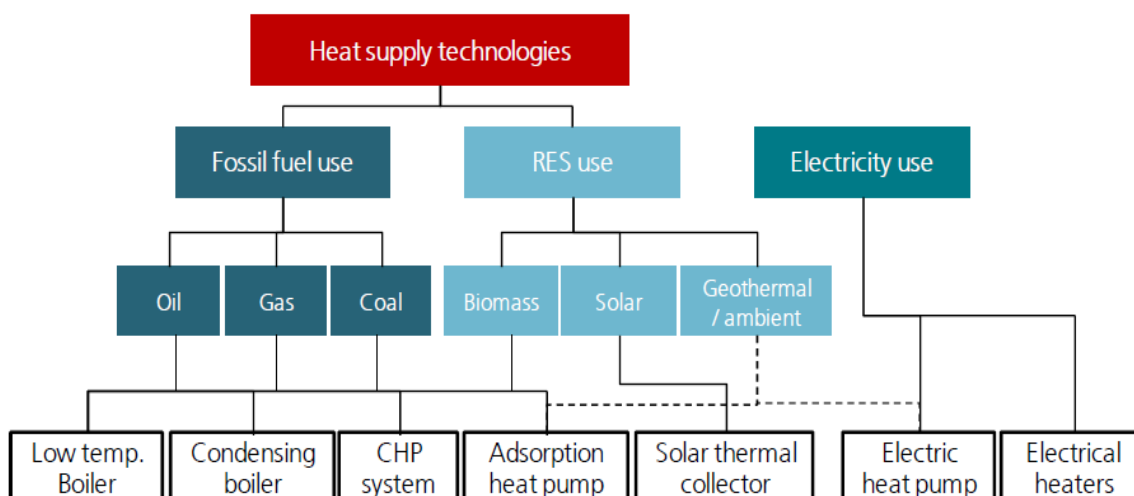 Heat supply technologies
Fossil fuel use
RES use
Electricity use
Oil
Gas
Coal
Biomass
Solar
Geothermal
/ ambient
Low temp.
Boiler
Condensing
boiler
CHP
system
Adsorption
heat pump
Solar thermal
collector
Electric
heat pump
Electrical
heaters